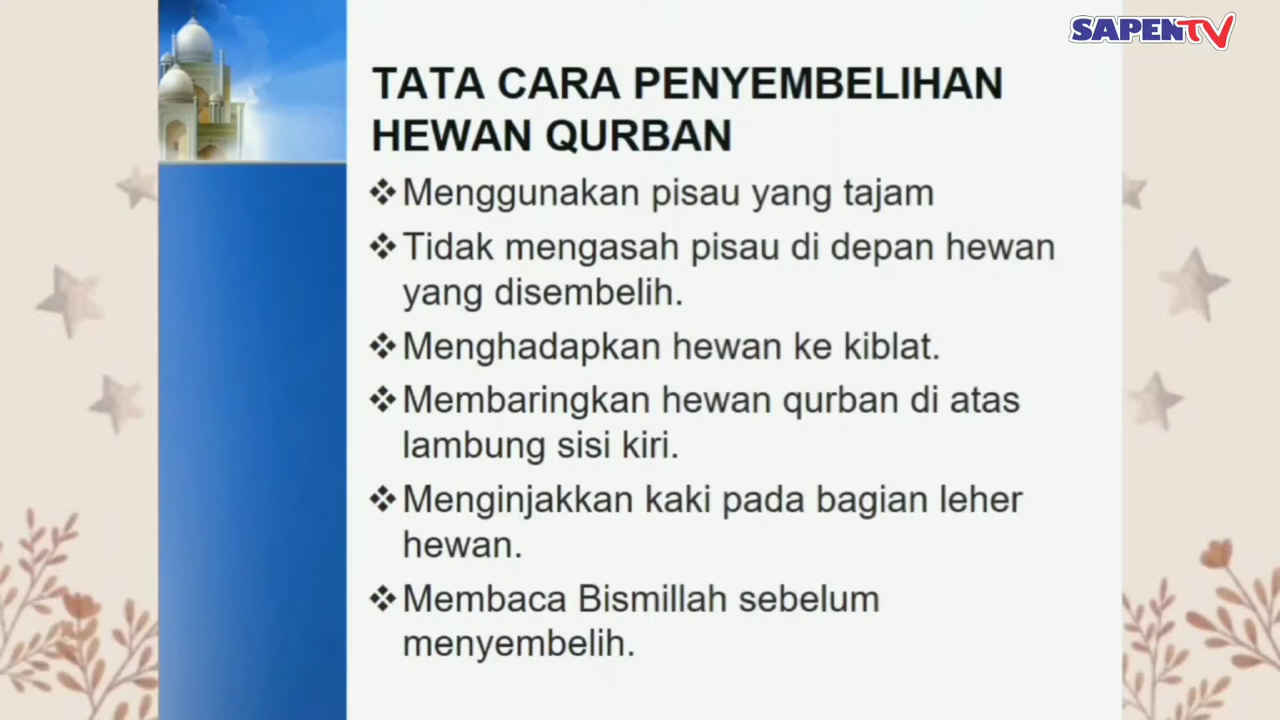 SAPENTV
TATA CARA PENYEMBELIHAN
HEWAN QURBAN
❖Menggunakan pisau yang tajam
❖Tidak mengasah pisau di depan hewan
yang disembelih.
❖Menghadapkan hewan ke kiblat.
❖Membaringkan hewan qurban di atas
lambung sisi kiri.
❖Menginjakkan kaki pada bagian leher
hewan.
❖Membaca Bismillah sebelum
menyembelih.